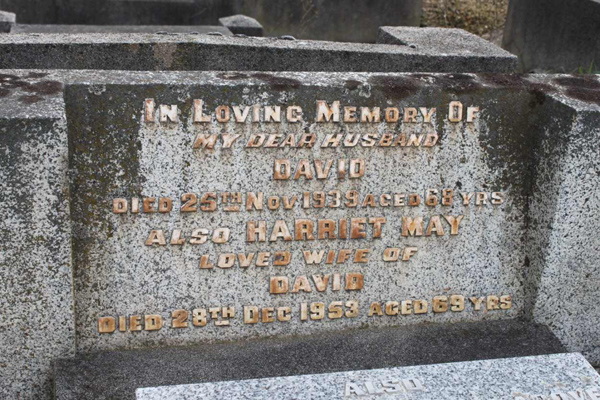 IN LOVING MEMORY OF
MY DEAR HUSBAND
DAVID
DIED 25TH NOV 1939 AGED 68 YRS
ALSO HARRIET MAY
LOVED WIFE OF
DAVID
DIED 28TH DEC 1953 AGED 69 YRS
ALSO